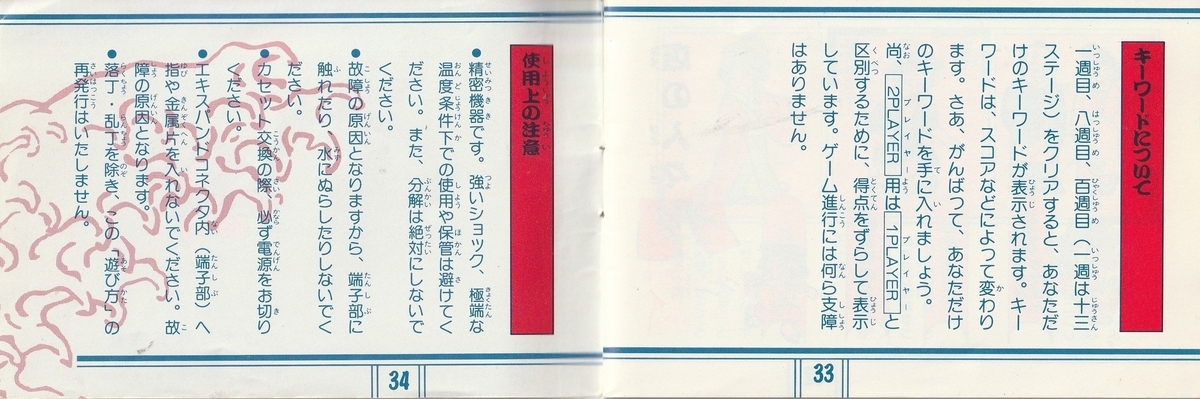 キーワードについて
一週目、八週目、百週目(一週は十三
ステージ)をクリアすると、あなただ
けのキーワードが表示されます。キー
ワードは、スコアなどによって変わり
ます。さあ、がんばって、あなただけ
のキーワードを手に入れましょう。
尚、2PLAYER用は1PLAYERと
区別するために、得点をずらして表示
しています。ゲーム進行には何ら支障
はありません。
33
使用上の注意
●精密機器です。強いショック、極端な
温度条件下での使用や保管は避けてく
ださい。また、分解は絶対にしないで
ください。
●故障の原因となりますから、端子部に
触れたり、水にぬらしたりしないでく
ださい。
●カセット交換の際、必ず電源をお切り
ください。
●エキスパンドコネクタ内(端子部)へ
指や金属片を入れないでください。故
障の原因となります。
●落丁・乱丁を除き、この「遊び方」の
再発行はいたしません。
34